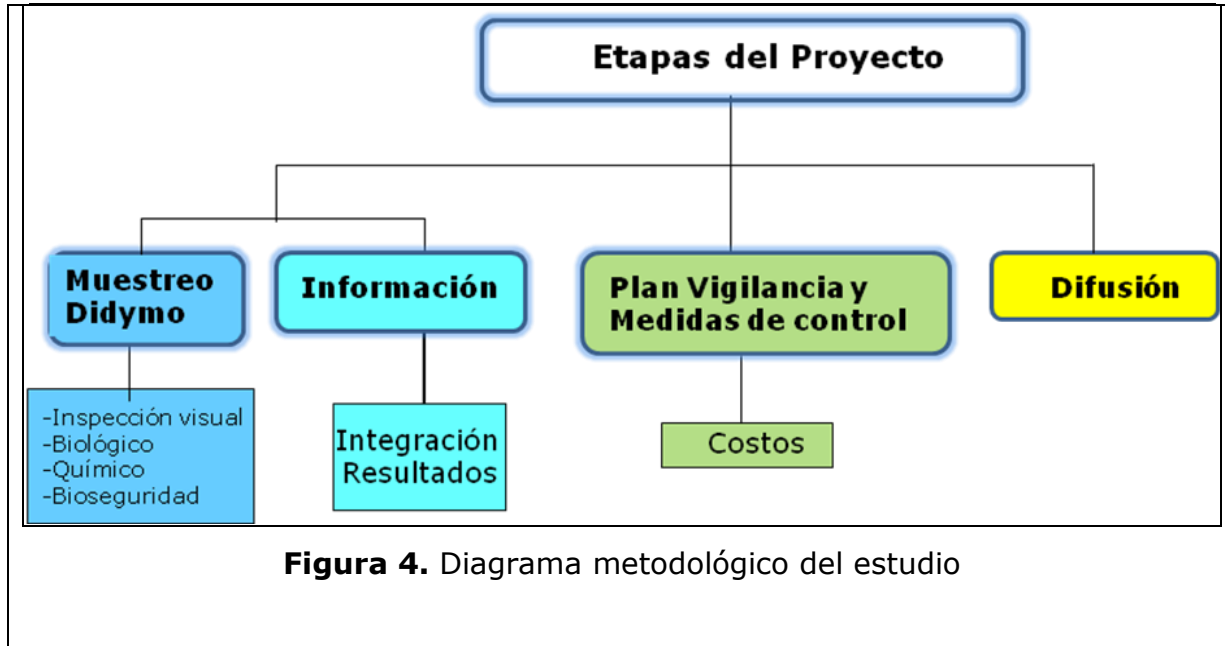 Etapas del Proyecto
Muestreo
Didymo
Información
Plan Vigilancia y
Medidas de control
Difusión
-Inspección visual
-Biológico
-Químico
-Bioseguridad
Integración
Resultados
Costos
Figura 4. Diagrama metodológico del estudio